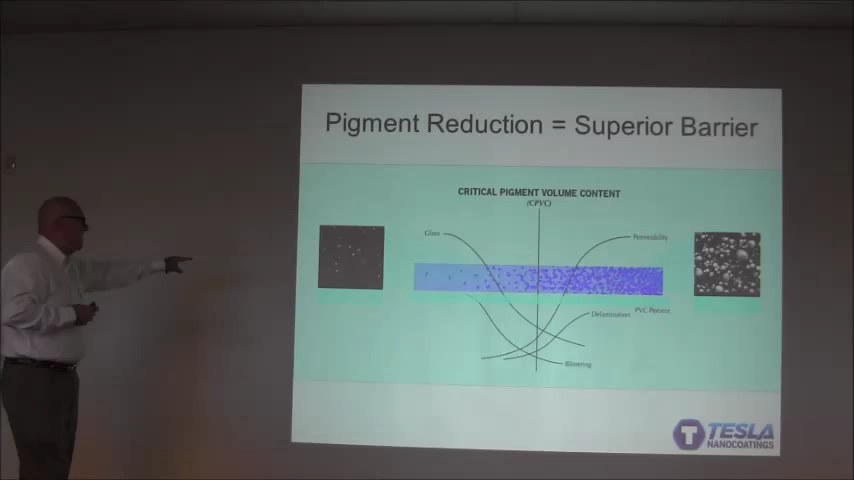 Pigment Reduction = Superior Barrier
CRITICAL PIGMENT VOLUME CONTENT
(CPVC)
Gloss
Permeability
Delamination
PVC Percent
Blistering
T TESLA
NANOCOATINGS